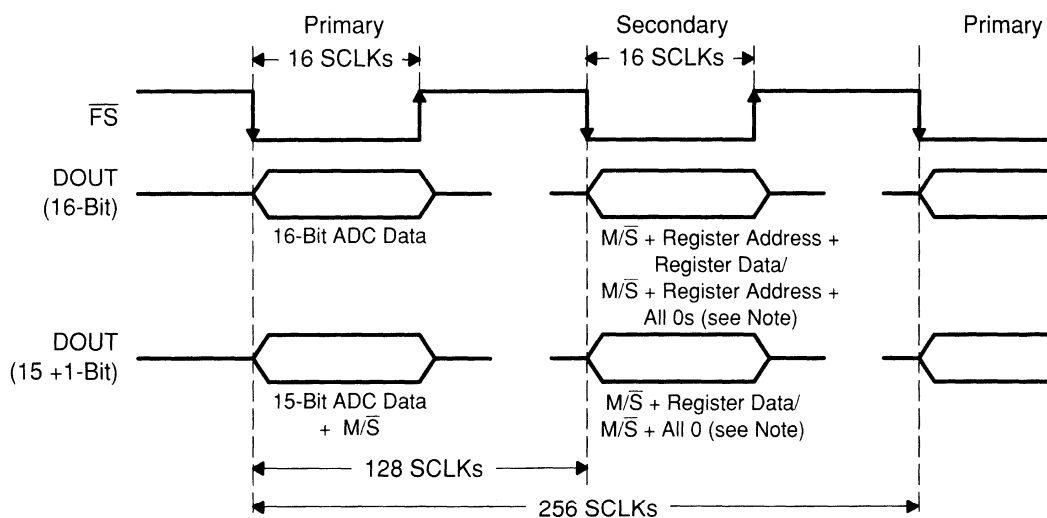 Primary Secondary Primary
16 SCLKs 16 SCLKs
F̅S̅
DOUT
(16-Bit)
16-Bit ADC Data
M/S̅ + Register Address +
Register Data/
M/S̅ + Register Address +
All 0s (see Note)
DOUT
(15 +1-Bit)
15-Bit ADC Data
+ M/S̅
M/S̅ + Register Data/
M/S̅ + All 0 (see Note)
128 SCLKs
256 SCLKs